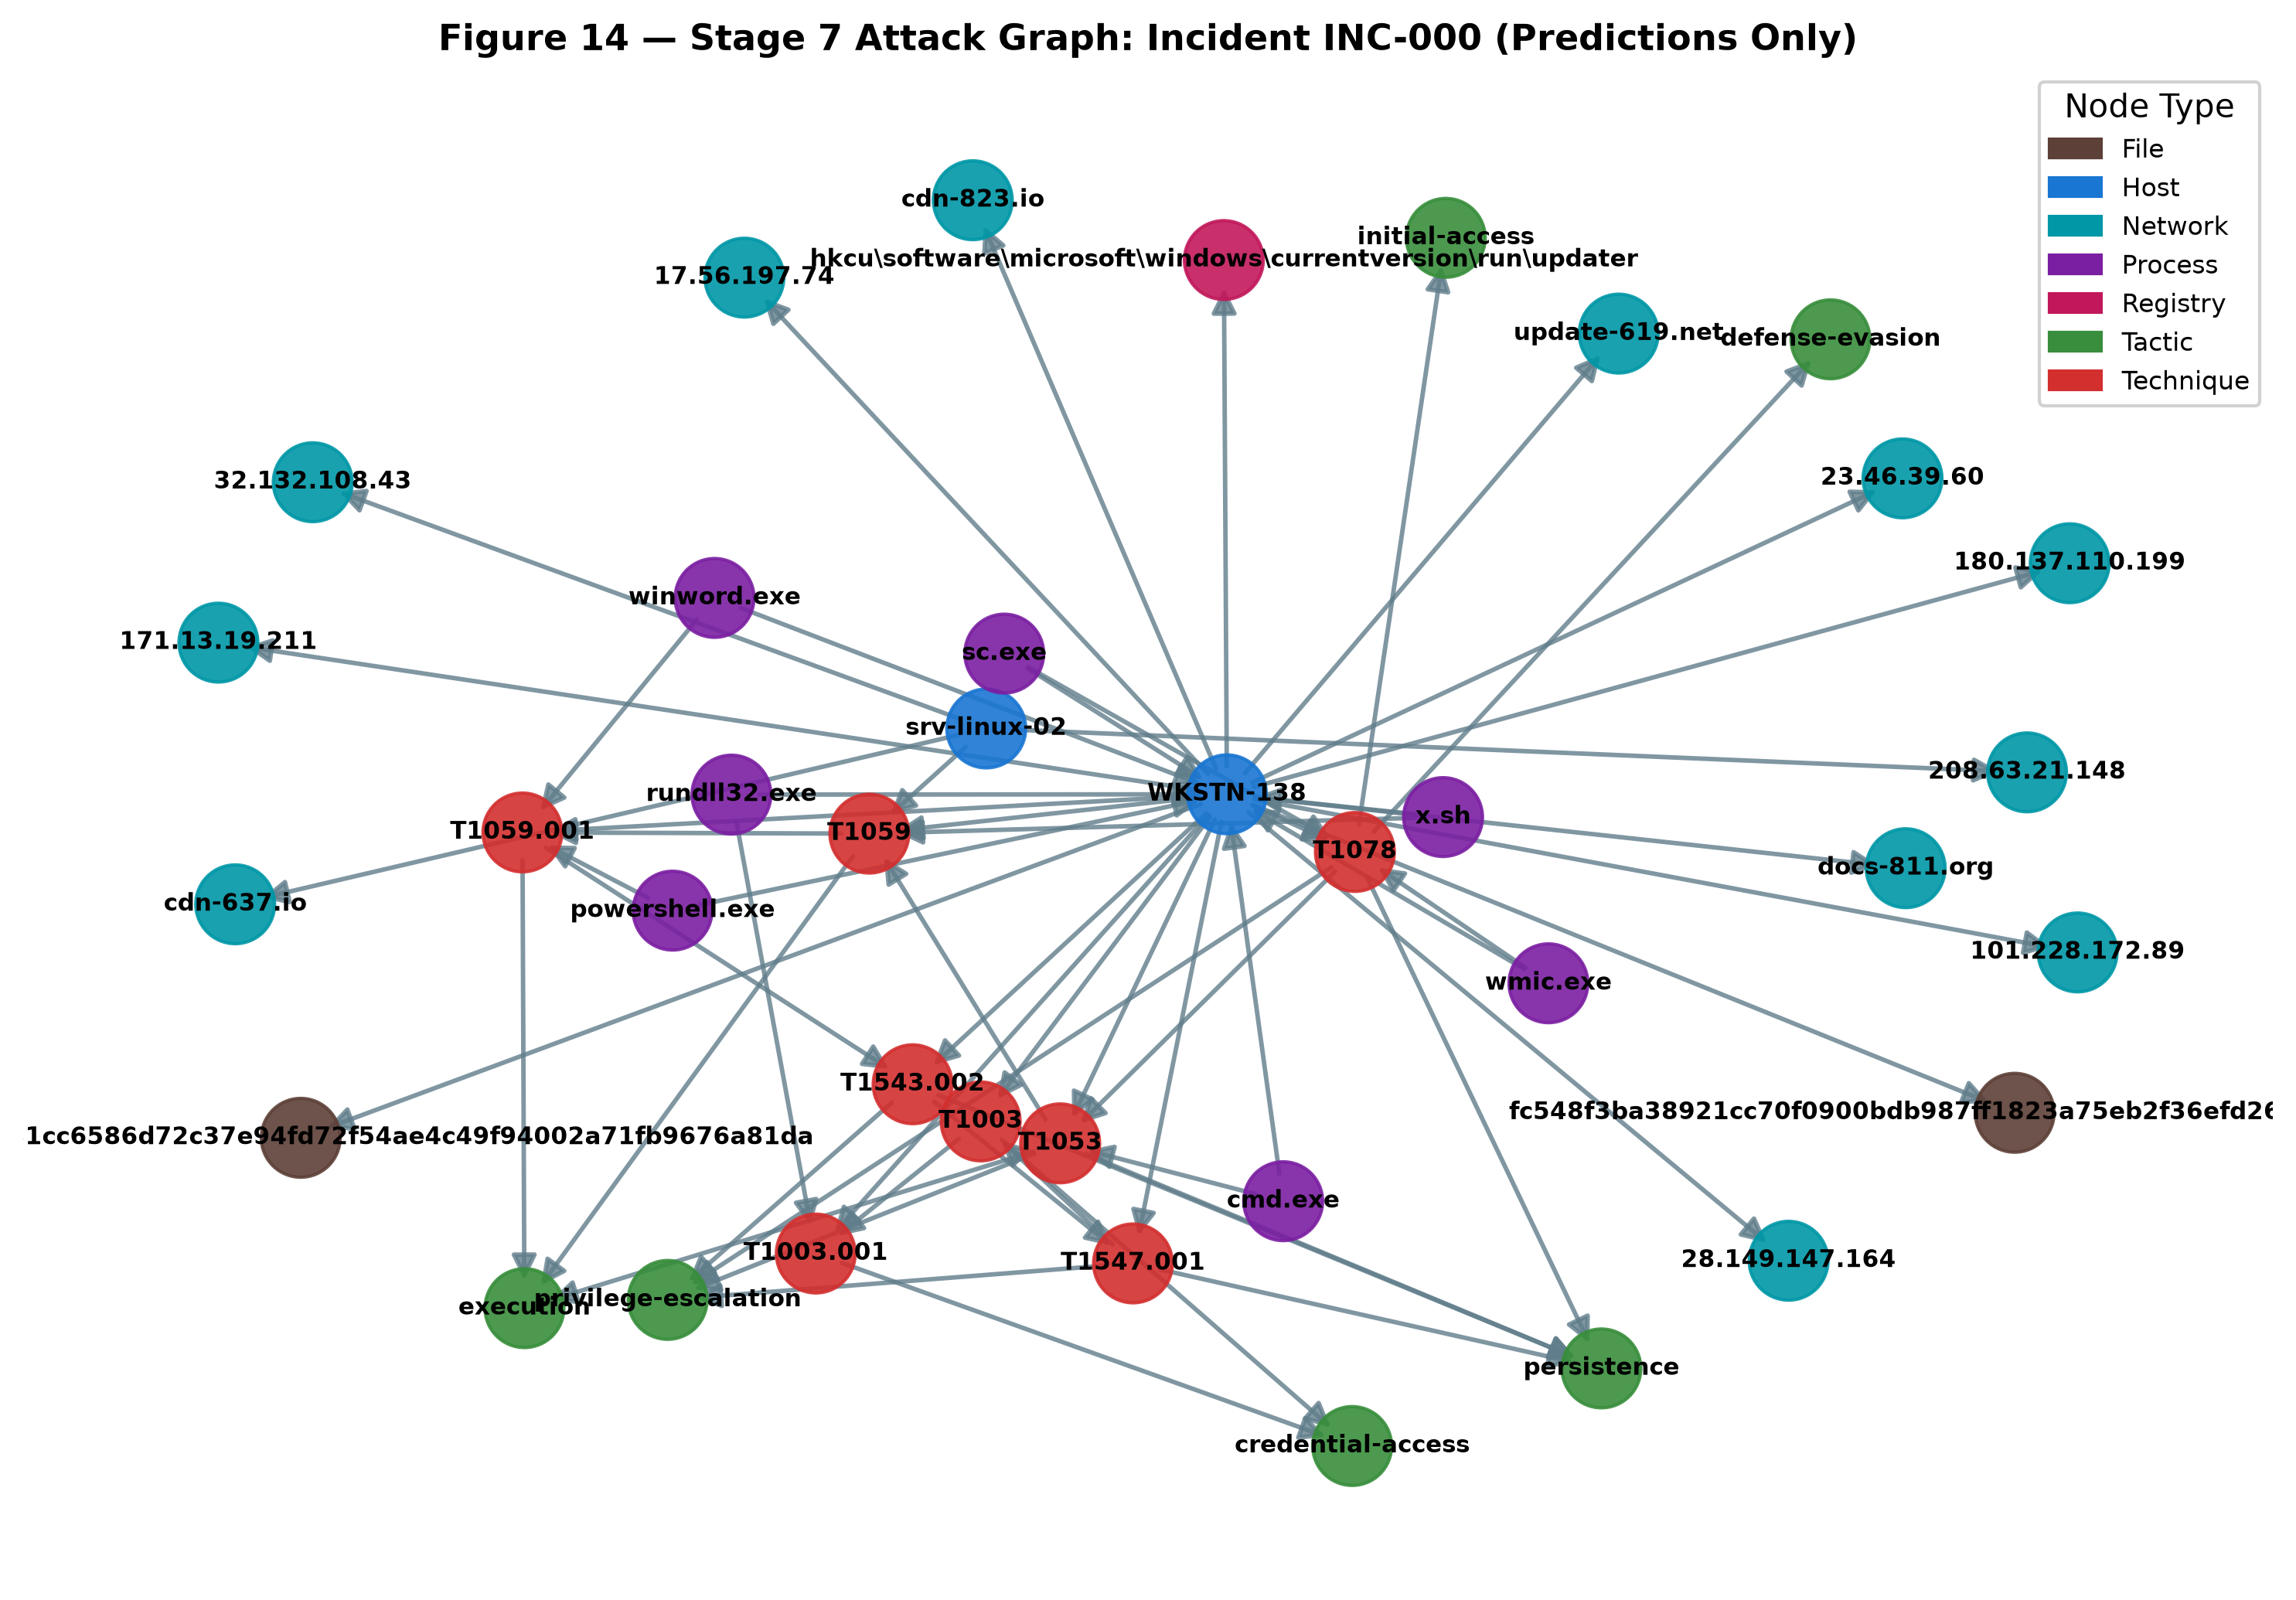 Figure 14 — Stage 7 Attack Graph: Incident INC-000 (Predictions Only)
Node Type
File
Host
Network
Process
Registry
Tactic
Technique
cdn-823.io
initial-access
hkcu\software\microsoft\windows\currentversion\run\updater
17.56.197.74
update-619.net
defense-evasion
32.132.108.43
23.46.39.60
180.137.110.199
winword.exe
171.13.19.211
sc.exe
srv-linux-02
208.63.21.148
rundll32.exe
WKSTN-138
x.sh
T1059.001
T1059
T1078
docs-811.org
cdn-637.io
powershell.exe
101.228.172.89
wmic.exe
T1543.002
T1003
T1053
fc548f3ba38921cc70f0900bdb987ff1823a75eb2f36efd26
1cc6586d72c37e94fd72f54ae4c49f94002a71fb9676a81da
cmd.exe
T1003.001
T1547.001
28.149.147.164
execution
privilege-escalation
persistence
credential-access